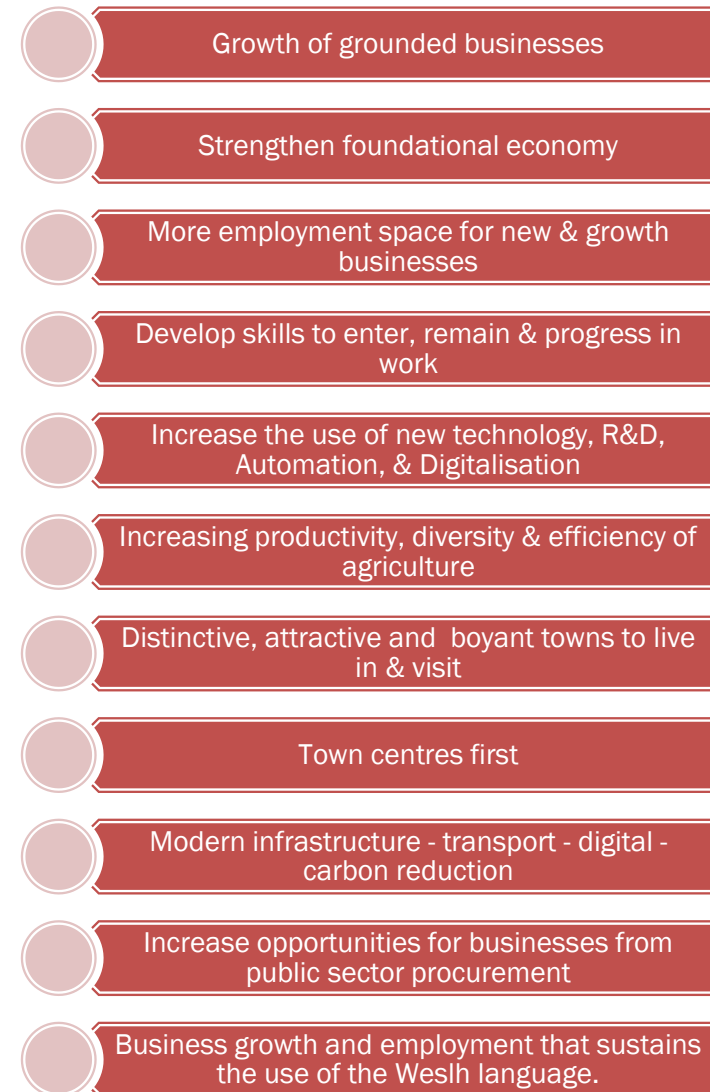 Growth of grounded businesses
Strengthen foundational economy
More employment space for new & growth
businesses
Develop skills to enter, remain & progress in
work
Increase the use of new technology, R&D,
Automation, & Digitalisation
Increasing productivity, diversity & efficiency of
agriculture
Distinctive, attractive and  boyant towns to live
in & visit
Town centres first
Modern infrastructure - transport - digital -
carbon reduction
Increase opportunities for businesses from
public sector procurement
Business growth and employment that sustains
the use of the Weslh language.